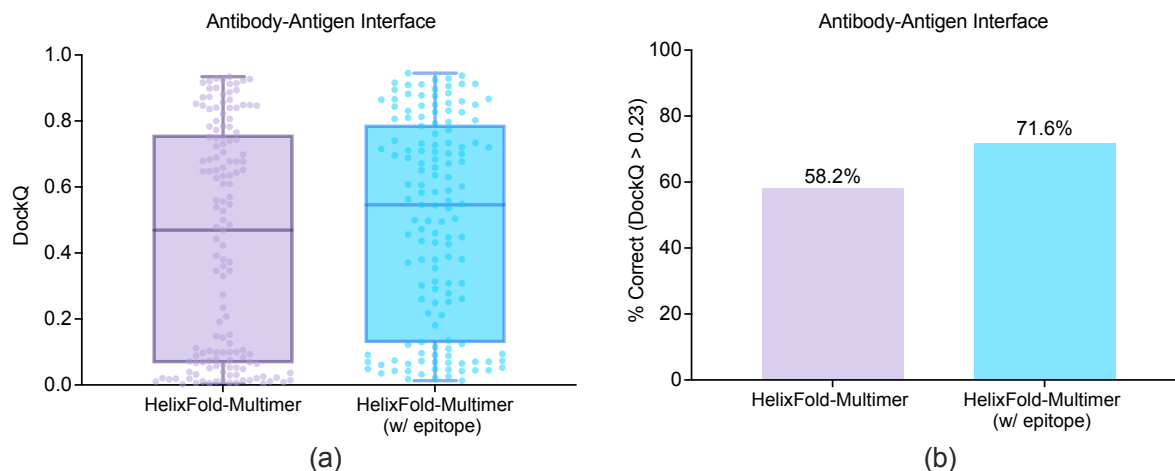 Antibody-Antigen Interface
DockQ
1.0
0.8
0.6
0.4
0.2
0.0
HelixFold-Multimer
HelixFold-Multimer
(w/ epitope)
(a)
Antibody-Antigen Interface
% Correct (DockQ > 0.23)
100
80
60
40
20
0
58.2%
71.6%
HelixFold-Multimer
HelixFold-Multimer
(w/ epitope)
(b)